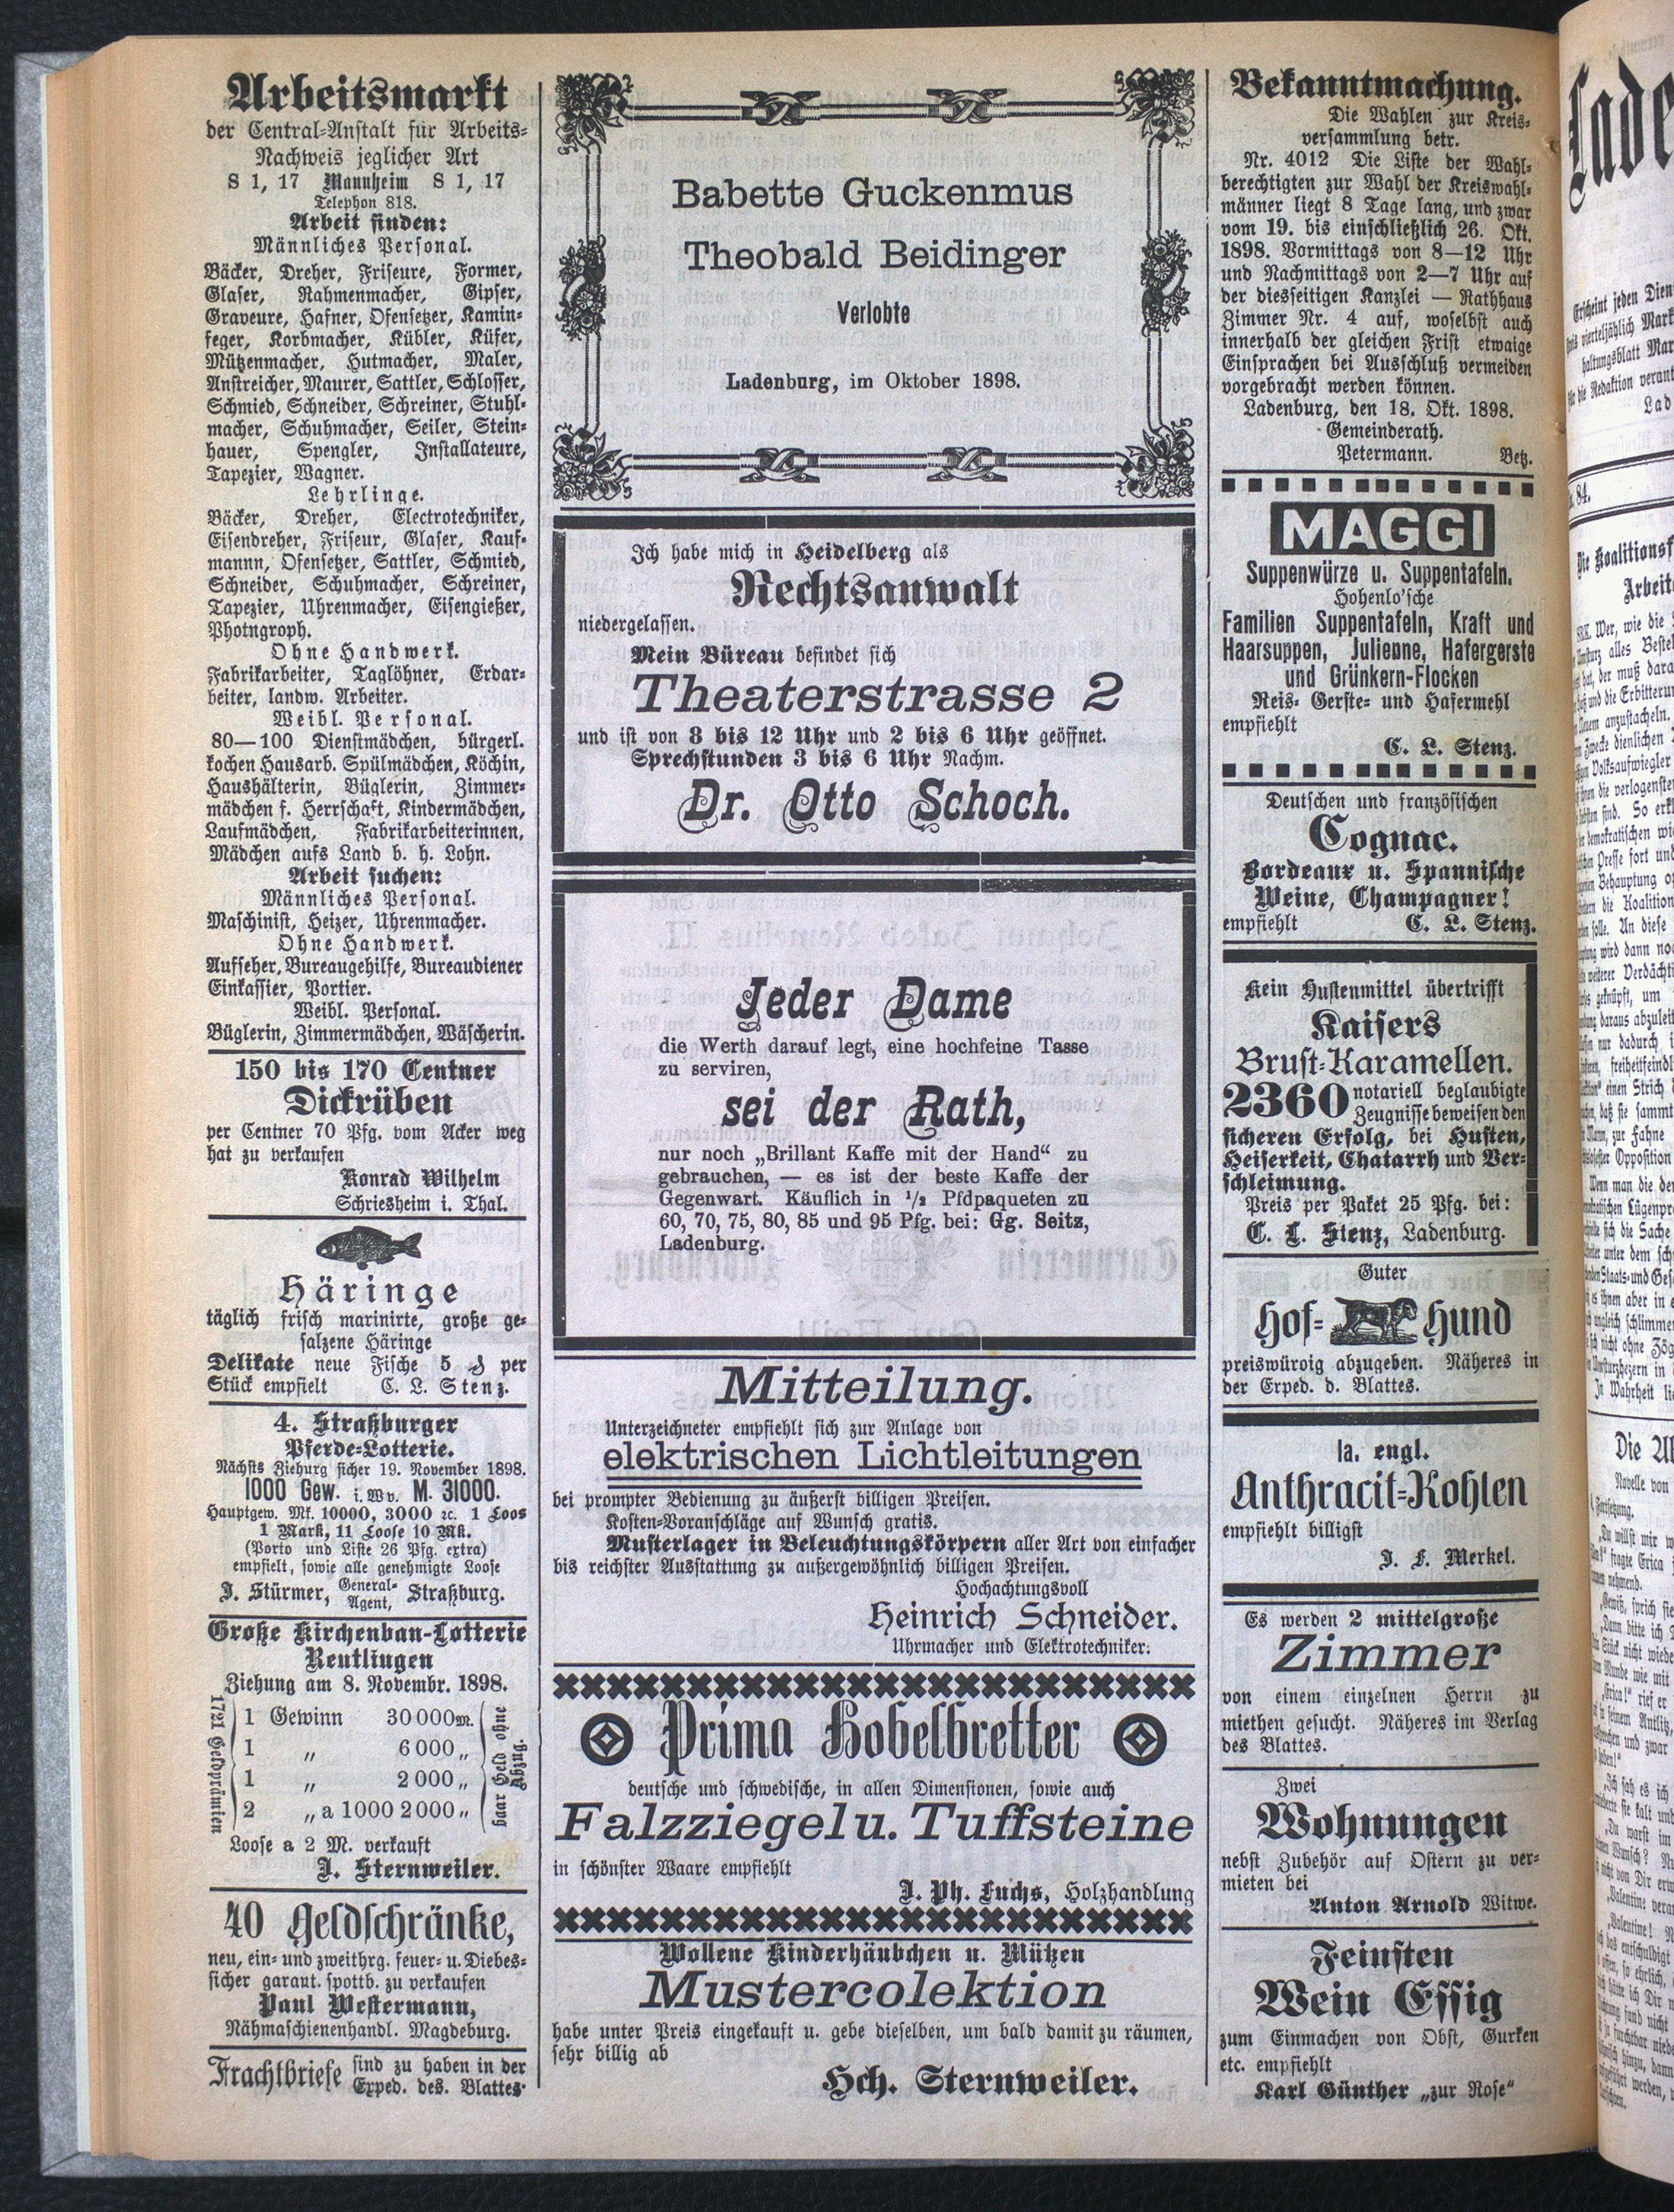 Arbeitsmarkt
der Central-Anstalt für Arbeits-
Nachweis jeglicher Art
S 1, 17 Mannheim S 1, 17
Telephon 818.
Arbeit finden:
Männliches Personal.
Bäcker, Dreher, Friseure, Former,
Glaser, Rahmenmacher, Gipser,
Graveure, Hafner, Ofensetzer, Kamin-
feger, Korbmacher, Kübler, Küfer,
Mützenmacher, Hutmacher, Maler,
Anstreicher, Maurer, Sattler, Schlosser,
Schmied, Schneider, Schreiner, Stuhl-
macher, Schuhmacher, Seiler, Stein-
hauer, Spengler, Installateure,
Tapezier, Wagner.
Lehrlinge.
Bäcker, Dreher, Electrotechniker,
Eisendreher, Friseur, Glaser, Kauf-
mannn, Ofensetzer, Sattler, Schmied,
Schneider, Schuhmacher, Schreiner,
Tapezier, Uhrenmacher, Eisengießer,
Photngroph.
Ohne Handwerk.
Fabrikarbeiter, Taglöhner, Erdar-
beiter, landw. Arbeiter.
Weibl. Personal.
80—100 Dienstmädchen, bürgerl.
kochen Hausarb. Spülmädchen, Köchin,
Haushälterin, Büglerin, Zimmer-
mädchen f. Herrschaft, Kindermädchen,
Laufmädchen, Fabrikarbeiterinnen,
Mädchen aufs Land b. h. Lohn.
Arbeit suchen:
Männliches Personal.
Maschinist, Heizer, Uhrenmacher.
Ohne Handwerk.
Aufseher, Bureaugehilfe, Bureaudiener
Einkassier, Portier.
Weibl. Personal.
Büglerin, Zimmermädchen, Wäscherin.
150 bis 170 Centner
Dickrüben
per Centner 70 Pfg. vom Acker weg
hat zu verkaufen
Konrad Wilhelm
Schriesheim i. Thal.
Häringe
täglich frisch marinirte, große ge-
salzene Häringe
Delikate neue Fische 5 ₰ per
Stück empfielt C. L. Stenz.
4. Straßburger
Pferde-Lotterie.
Nächsts Ziehurg sicher 19. November 1898.
1000 Gew. i. Wv. M. 31000.
Hauptgew. Mk. 10000, 3000 ꝛc. 1 Loos
1 Mark, 11 Loose 10 Mk.
(Porto und Liste 26 Pfg. extra)
empfielt, sowie alle genehmigte Loose
J. Stürmer, General-Agent, Straßburg.
Große Kirchenban-Lotterie
Reutlingen
Ziehung am 8. Novembr. 1898.
1721 Geldprämien
1 Gewinn 30 000 M.
1 „ 6 000 „
1 „ 2 000 „
2 „ a 1000 2 000 „
baar Geld ohne
Abzug.
Loose a 2 M. verkauft
J. Sternweiler.
40 Geldschränke,
neu, ein- und zweithrg. feuer- u. Diebes-
sicher garant. spottb. zu verkaufen
Paul Westermann,
Nähmaschienenhandl. Magdeburg.
Frachtbriefe sind zu haben in der
Exped. des. Blattes
Babette Guckenmus
Theobald Beidinger
Verlobte
Ladenburg, im Oktober 1898.
Ich habe mich in Heidelberg als
Rechtsanwalt
niedergelassen.
Mein Büreau befindet sich
Theaterstrasse 2
und ist von 8 bis 12 Uhr und 2 bis 6 Uhr geöffnet.
Sprechstunden 3 bis 6 Uhr Nachm.
Dr. Otto Schoch.
Jeder Dame
die Werth darauf legt, eine hochfeine Tasse
zu serviren,
sei der Rath,
nur noch „Brillant Kaffe mit der Hand“ zu
gebrauchen, — es ist der beste Kaffe der
Gegenwart. Käuflich in ½ Pfdpaqueten zu
60, 70, 75, 80, 85 und 95 Pfg. bei: Gg. Seitz,
Ladenburg.
Mitteilung.
Unterzeichneter empfiehlt sich zur Anlage von
elektrischen Lichtleitungen
bei prompter Bedienung zu äußerst billigen Preisen.
Kosten-Voranschläge auf Wunsch gratis.
Musterlager in Beleuchtungskörpern aller Art von einfacher
bis reichster Ausstattung zu außergewöhnlich billigen Preisen.
Hochachtungsvoll
Heinrich Schneider.
Uhrmacher und Elektrotechniker.
Prima Hobelbretter
deutsche und schwedische, in allen Dimensionen, sowie auch
Falzziegel u. Tuffsteine
in schönster Waare empfiehlt
J. Ph. Fuchs, Holzhandlung
Wollene Kinderhäubchen u. Mützen
Mustercolektion
habe unter Preis eingekauft u. gebe dieselben, um bald damit zu räumen,
sehr billig ab
Hch. Sternweiler.
Bekanntmachung.
Die Wahlen zur Kreis-
versammlung betr.
Nr. 4012 Die Liste der Wahl-
berechtigten zur Wahl der Kreiswahl-
männer liegt 8 Tage lang, und zwar
vom 19. bis einschließlich 26. Okt.
1898. Vormittags von 8—12 Uhr
und Nachmittags von 2—7 Uhr auf
der diesseitigen Kanzlei — Rathhaus
Zimmer Nr. 4 auf, woselbst auch
innerhalb der gleichen Frist etwaige
Einsprachen bei Ausschluß vermeiden
vorgebracht werden können.
Ladenburg, den 18. Okt. 1898.
Gemeinderath.
Petermann. Betz.
MAGGI
Suppenwürze u. Suppentafeln.
Hohenlo'sche
Familien Suppentafeln, Kraft und
Haarsuppen, Julienne, Hafergerste
und Grünkern-Flocken
Reis- Gerste- und Hafermehl
empfiehlt
C. L. Stenz.
Deutschen und französischen
Cognac.
Bordeaux u. Spannische
Weine, Champagner!
empfiehlt C. L. Stenz.
Kein Hustenmittel übertrifft
Kaisers
Brust-Karamellen.
2360 notariell beglaubigte
Zeugnisse beweisen den
sicheren Erfolg, bei Husten,
Heiserkeit, Chatarrh und Ver-
schleimung.
Preis per Paket 25 Pfg. bei:
C. L. Stenz, Ladenburg.
Guter
Hof- Hund
preiswüroig abzugeben. Näheres in
der Erped. d. Blattes.
Ia. engl.
Anthracit-Kohlen
empfiehlt billigst
J. F. Merkel.
Es werden 2 mittelgroße
Zimmer
von einem einzelnen Herrn zu
miethen gesucht. Näheres im Verlag
des Blattes.
Zwei
Wohnungen
nebst Zubehör auf Ostern zu ver-
mieten bei
Anton Arnold Witwe.
Feinsten
Wein Essig
zum Einmachen von Obst, Gurken
etc. empfiehlt
Karl Günther „zur Rose“